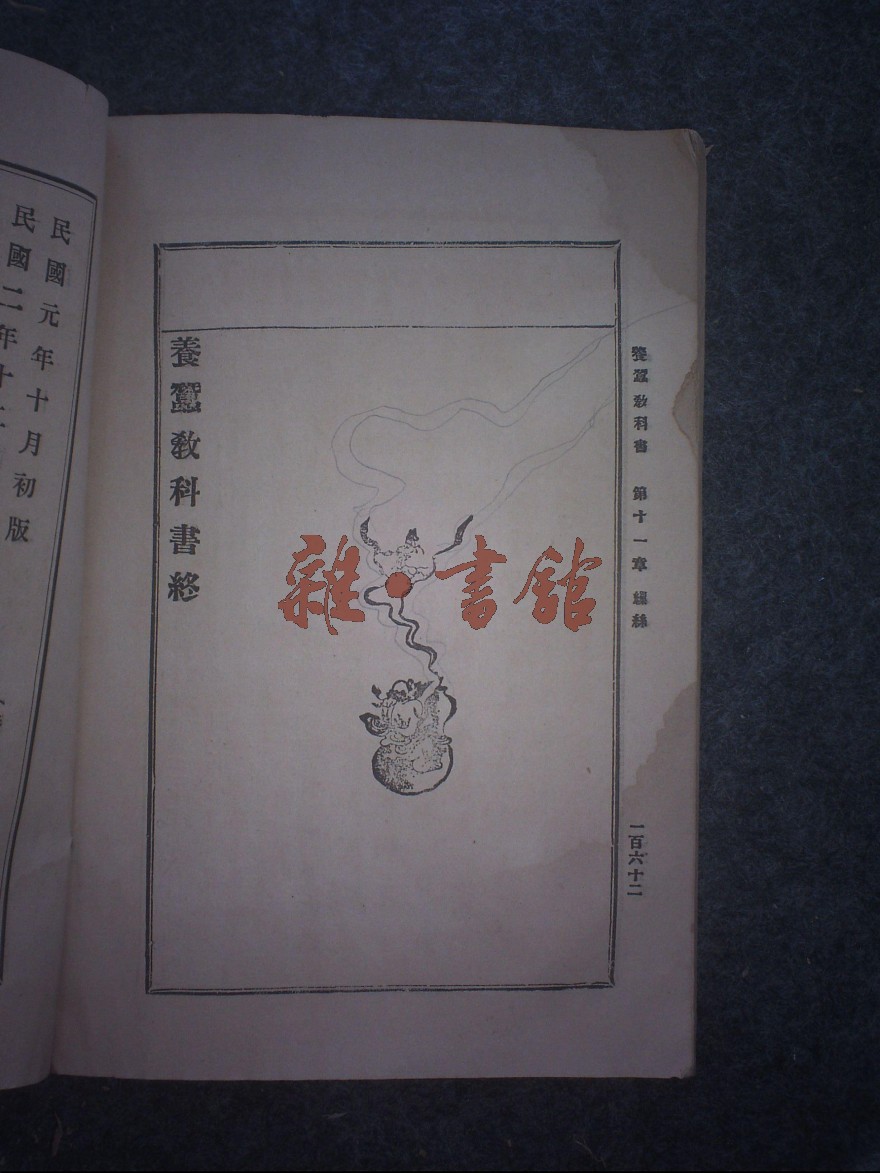 養蠶教科書 第十一章 繅絲
一百六十二
養蠶教科書終
雜·書館
民國元年十月初版
民國二年十二